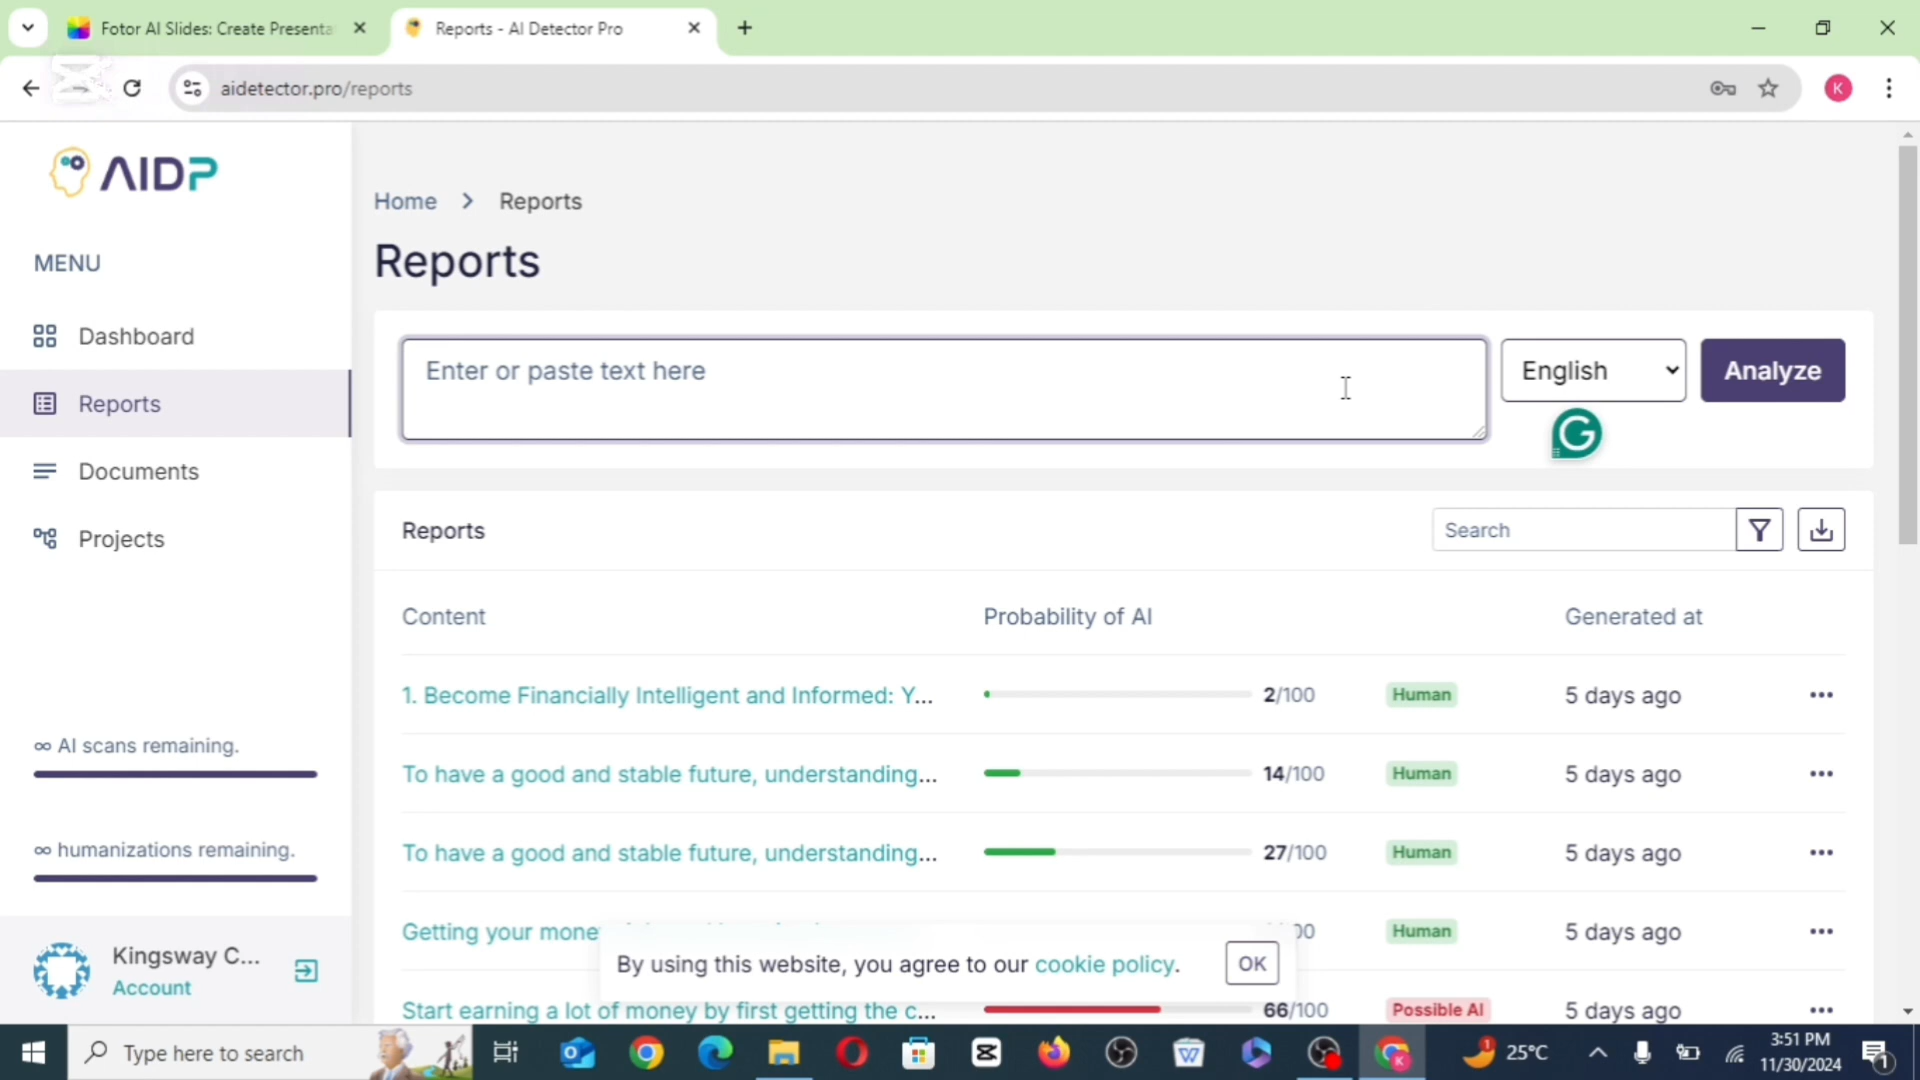 Fotor AI Slides: Create Presenta
Reports - AI Detector Pro
aidetector.pro/reports
K
AIDP
MENU
Dashboard
Reports
Documents
Projects
∞ AI scans remaining.
∞ humanizations remaining.
Kingsway C...
Account
Home > Reports
Reports
Enter or paste text here
English
Analyze
G
Reports
Search
Content Probability of AI Generated at
1. Become Financially Intelligent and Informed: Y... 2/100 Human 5 days ago
To have a good and stable future, understanding... 14/100 Human 5 days ago
To have a good and stable future, understanding... 27/100 Human 5 days ago
Getting your mone Human 5 days ago
By using this website, you agree to our cookie policy. OK
Start earning a lot of money by first getting the c... 66/100 Possible AI 5 days ago
Type here to search
1
25°C
3:51 PM
11/30/2024
1